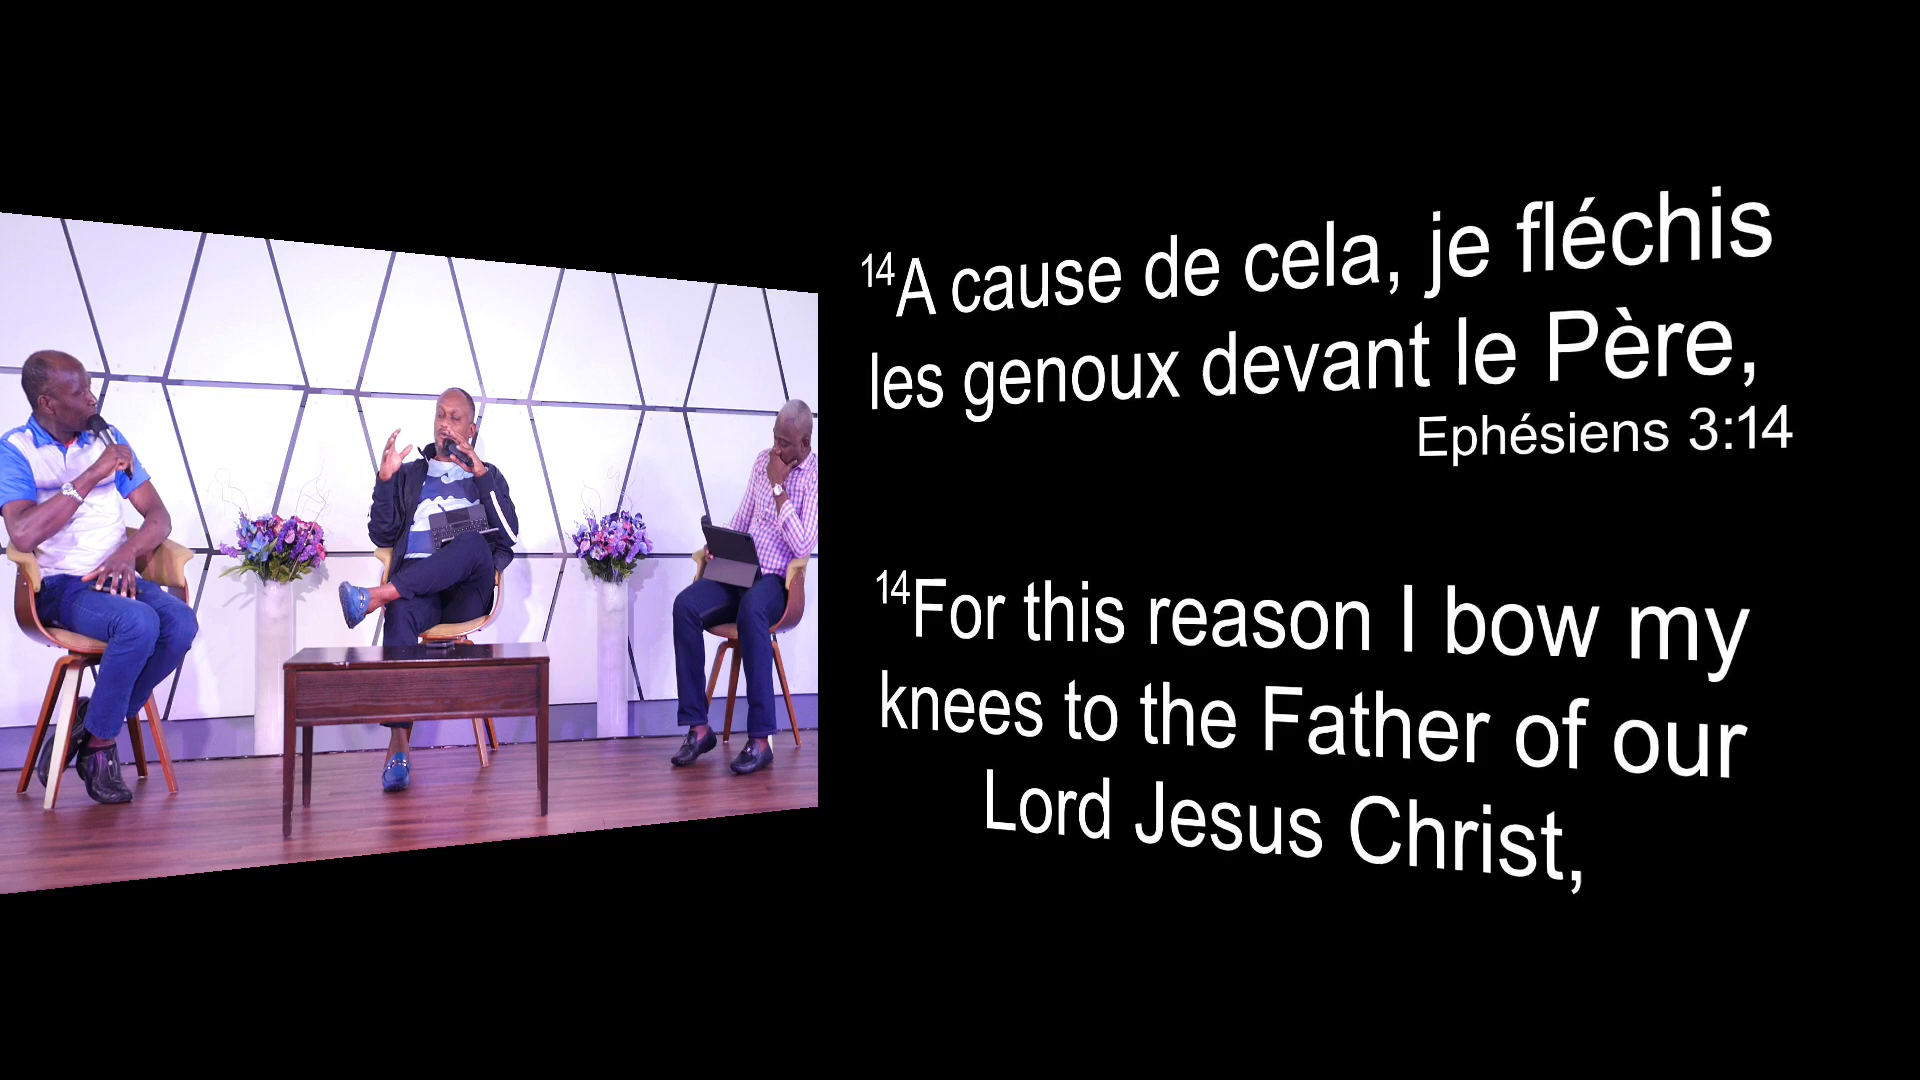 14A cause de cela, je fléchis
les genoux devant le Père,
Ephésiens 3:14
14For this reason I bow my
knees to the Father of our
Lord Jesus Christ,